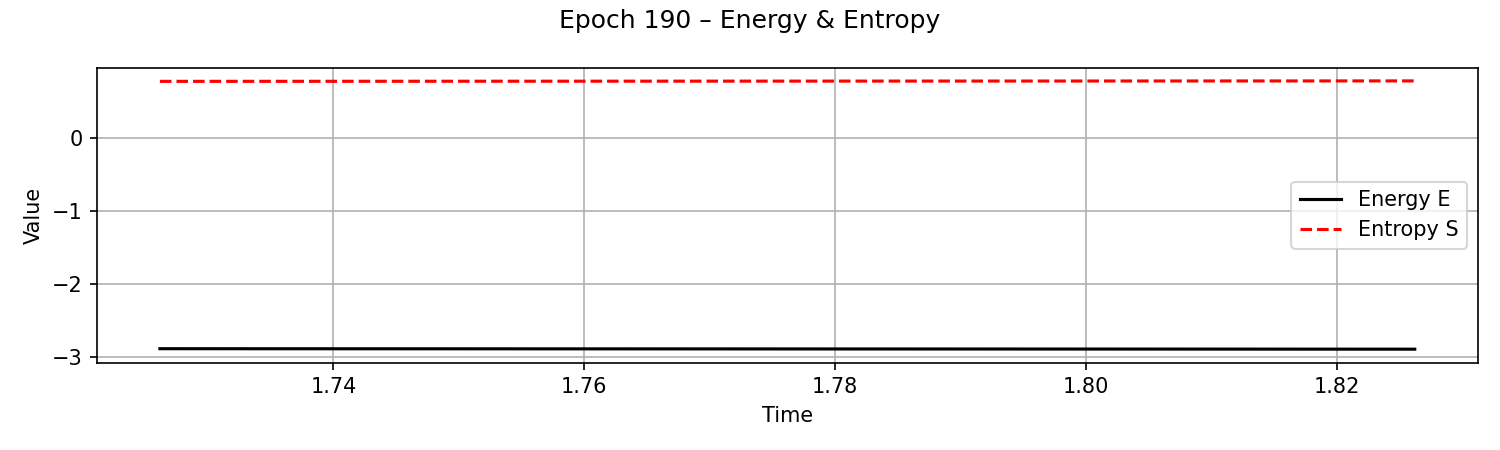 Epoch 190 – Energy & Entropy
Value
0
−1
−2
−3
Energy E
Entropy S
1.74 1.76 1.78 1.80 1.82
Time